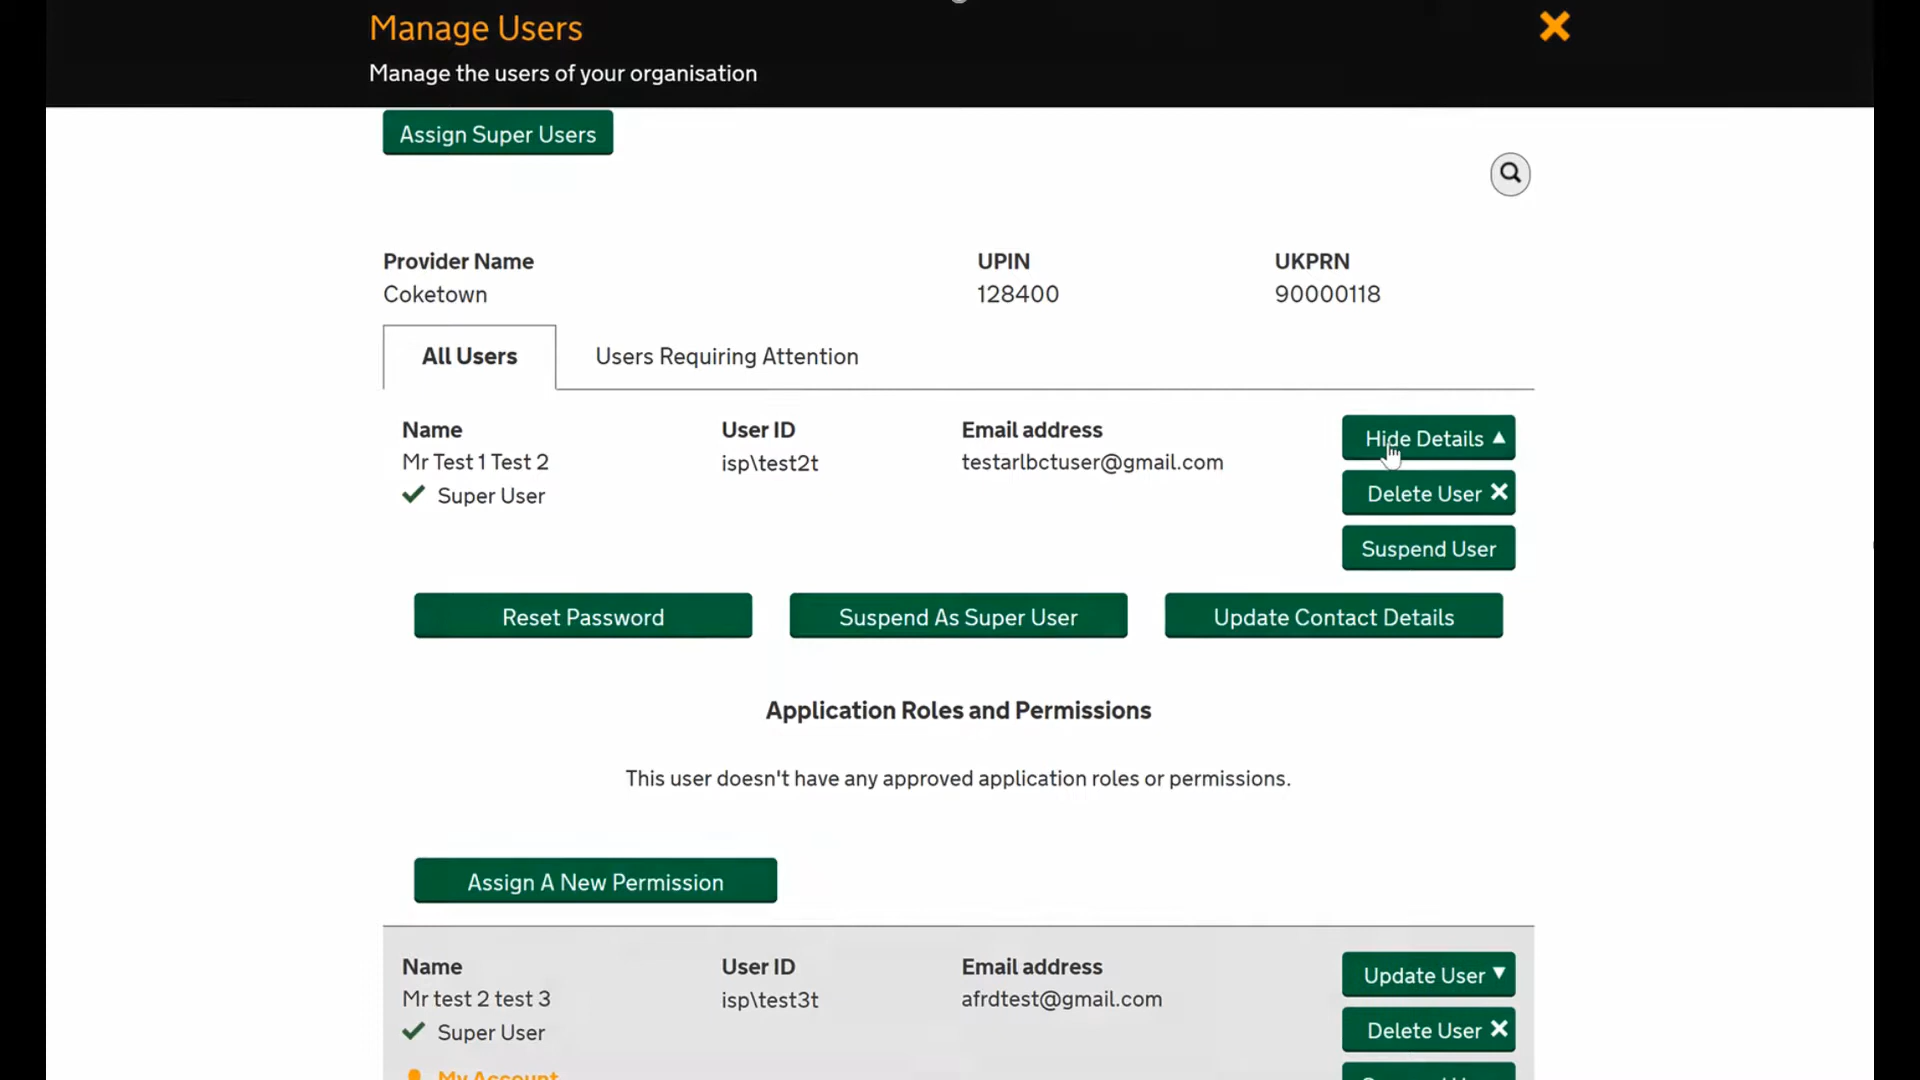 Manage Users
Manage the users of your organisation
Assign Super Users
Provider Name UPIN UKPRN
Coketown 128400 90000118
All Users Users Requiring Attention
Name User ID Email address Hide Details
Mr Test 1 Test 2 isp\test2t testarlbctuser@gmail.com
Super User Delete User
Suspend User
Reset Password Suspend As Super User Update Contact Details
Application Roles and Permissions
This user doesn't have any approved application roles or permissions.
Assign A New Permission
Name User ID Email address Update User
Mr test 2 test 3 isp\test3t afrdtest@gmail.com
Super User Delete User
My Account